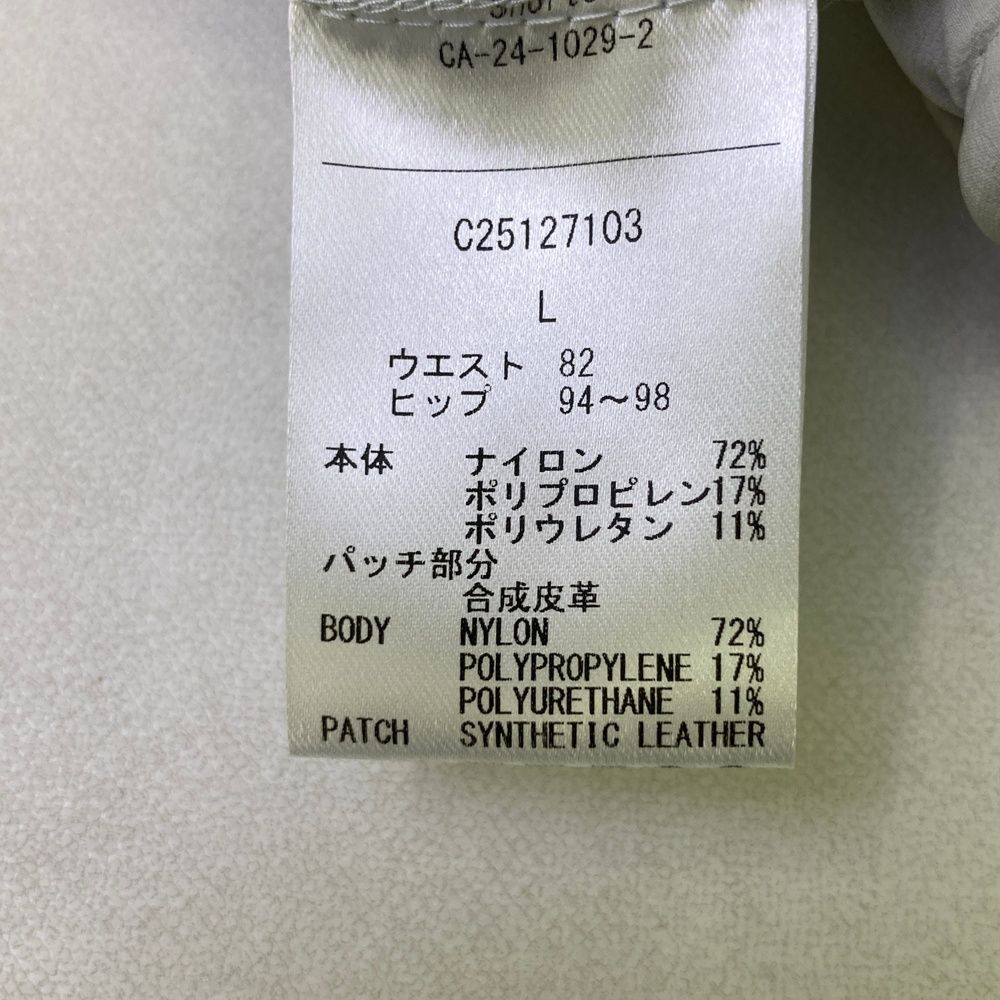 CA-24-1029-2
C25127103
L
ウエスト 82
ヒップ 94～98
本体 ナイロン 72%
ポリプロピレン17%
ポリウレタン 11%
パッチ部分
合成皮革
BODY NYLON 72%
POLYPROPYLENE 17%
POLYURETHANE 11%
PATCH SYNTHETIC LEATHER